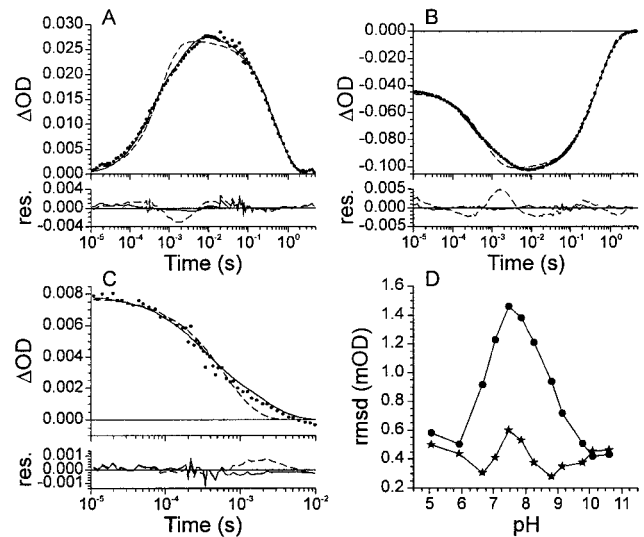 A
ΔOD
0.030
0.025
0.020
0.015
0.010
0.005
0.000
res.
0.004
0.000
-0.004
10⁻⁵ 10⁻⁴ 10⁻³ 10⁻² 10⁻¹ 10⁰
Time (s)
B
ΔOD
0.000
-0.020
-0.040
-0.060
-0.080
-0.100
res.
0.005
0.000
-0.005
10⁻⁵ 10⁻⁴ 10⁻³ 10⁻² 10⁻¹ 10⁰
Time (s)
C
ΔOD
0.008
0.006
0.004
0.002
0.000
res.
0.001
0.000
-0.001
10⁻⁵ 10⁻⁴ 10⁻³ 10⁻²
Time (s)
D
rmsd (mOD)
1.6
1.4
1.2
1.0
0.8
0.6
0.4
0.2
5 6 7 8 9 10 11
pH